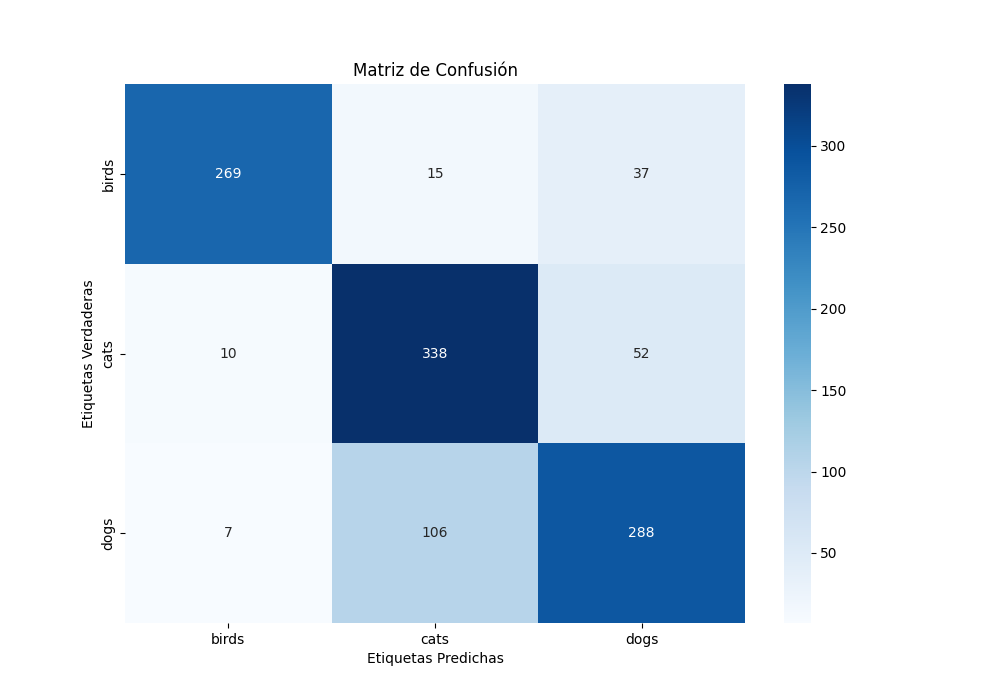 Matriz de Confusión
birds
269
15
37
300
250
200
Etiquetas Verdaderas
cats
10
338
52
150
100
dogs
7
106
288
50
birds
cats
dogs
Etiquetas Predichas